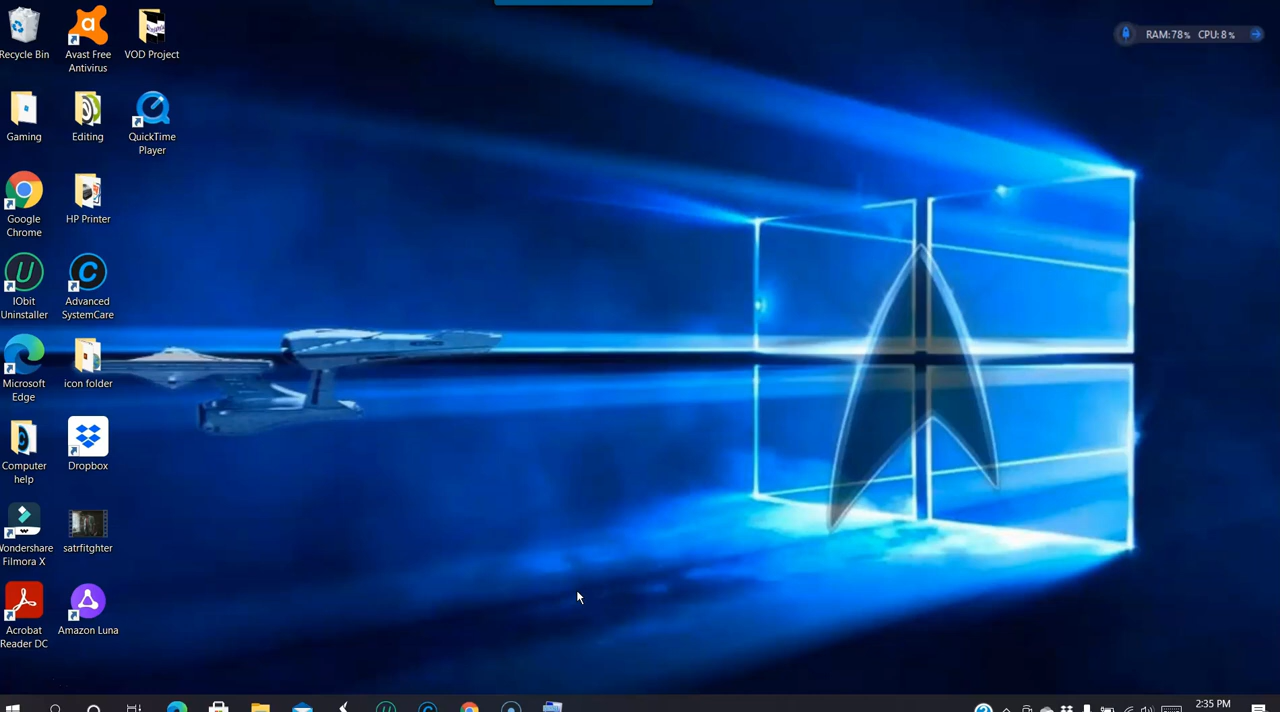 Recycle Bin
Avast Free
Antivirus
VOD Project
RAM:78% CPU:8%
Gaming
Editing
QuickTime
Player
Google
Chrome
HP Printer
IObit
Uninstaller
Advanced
SystemCare
Microsoft
Edge
icon folder
Computer
help
Dropbox
Wondershare
Filmora X
satrfitghter
Acrobat
Reader DC
Amazon Luna
2:35 PM